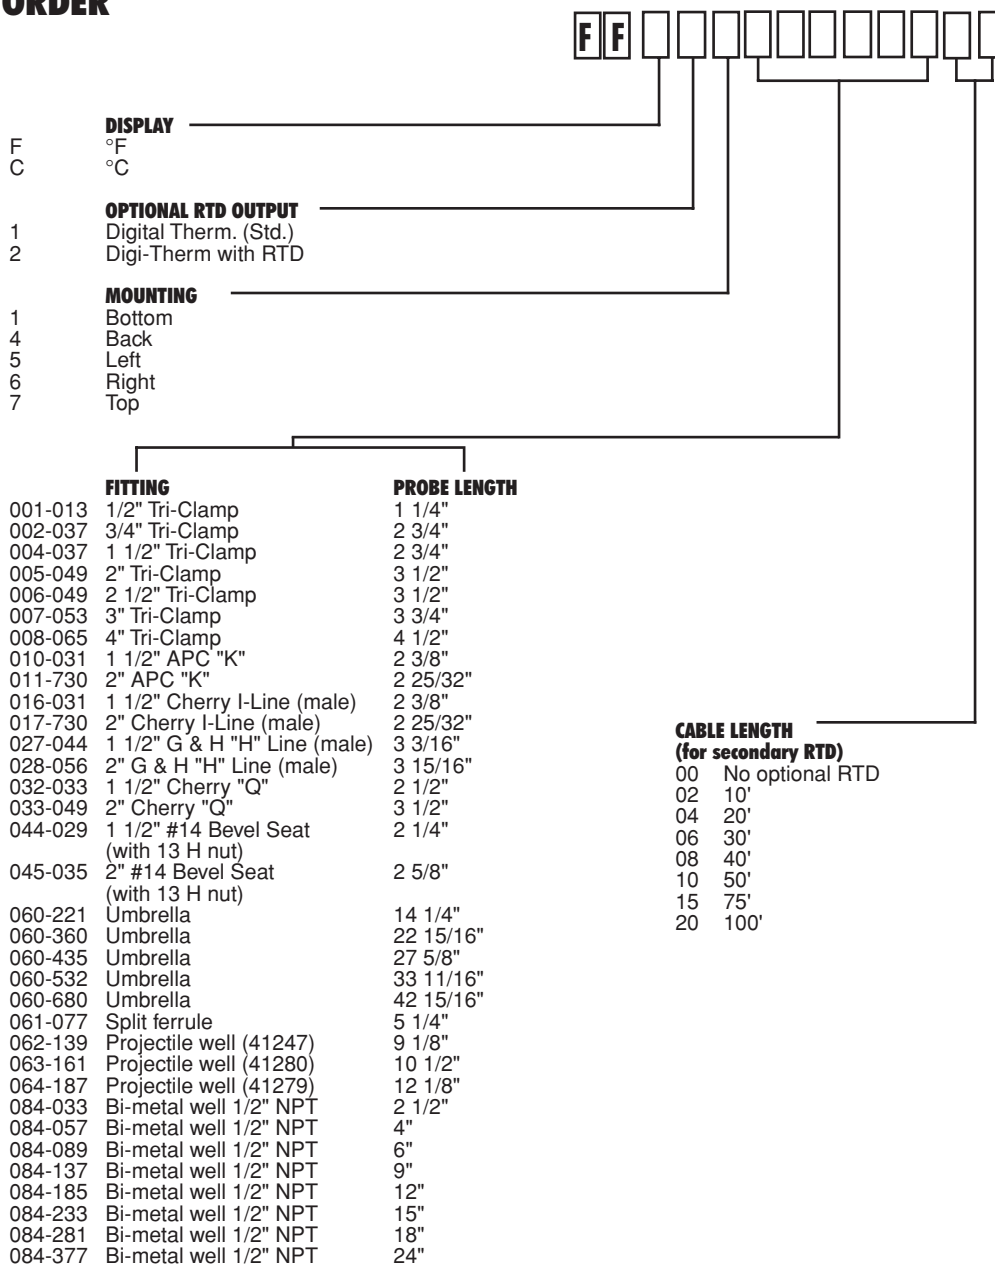 ORDER
F F
DISPLAY
F °F
C °C
OPTIONAL RTD OUTPUT
1 Digital Therm. (Std.)
2 Digi-Therm with RTD
MOUNTING
1 Bottom
4 Back
5 Left
6 Right
7 Top
FITTING PROBE LENGTH
001-013 1/2" Tri-Clamp 1 1/4"
002-037 3/4" Tri-Clamp 2 3/4"
004-037 1 1/2" Tri-Clamp 2 3/4"
005-049 2" Tri-Clamp 3 1/2"
006-049 2 1/2" Tri-Clamp 3 1/2"
007-053 3" Tri-Clamp 3 3/4"
008-065 4" Tri-Clamp 4 1/2"
010-031 1 1/2" APC "K" 2 3/8"
011-730 2" APC "K" 2 25/32"
016-031 1 1/2" Cherry I-Line (male) 2 3/8"
017-730 2" Cherry I-Line (male) 2 25/32"
027-044 1 1/2" G & H "H" Line (male) 3 3/16"
028-056 2" G & H "H" Line (male) 3 15/16"
032-033 1 1/2" Cherry "Q" 2 1/2"
033-049 2" Cherry "Q" 3 1/2"
044-029 1 1/2" #14 Bevel Seat 2 1/4"
(with 13 H nut)
045-035 2" #14 Bevel Seat 2 5/8"
(with 13 H nut)
060-221 Umbrella 14 1/4"
060-360 Umbrella 22 15/16"
060-435 Umbrella 27 5/8"
060-532 Umbrella 33 11/16"
060-680 Umbrella 42 15/16"
061-077 Split ferrule 5 1/4"
062-139 Projectile well (41247) 9 1/8"
063-161 Projectile well (41280) 10 1/2"
064-187 Projectile well (41279) 12 1/8"
084-033 Bi-metal well 1/2" NPT 2 1/2"
084-057 Bi-metal well 1/2" NPT 4"
084-089 Bi-metal well 1/2" NPT 6"
084-137 Bi-metal well 1/2" NPT 9"
084-185 Bi-metal well 1/2" NPT 12"
084-233 Bi-metal well 1/2" NPT 15"
084-281 Bi-metal well 1/2" NPT 18"
084-377 Bi-metal well 1/2" NPT 24"
CABLE LENGTH
(for secondary RTD)
00 No optional RTD
02 10'
04 20'
06 30'
08 40'
10 50'
15 75'
20 100'